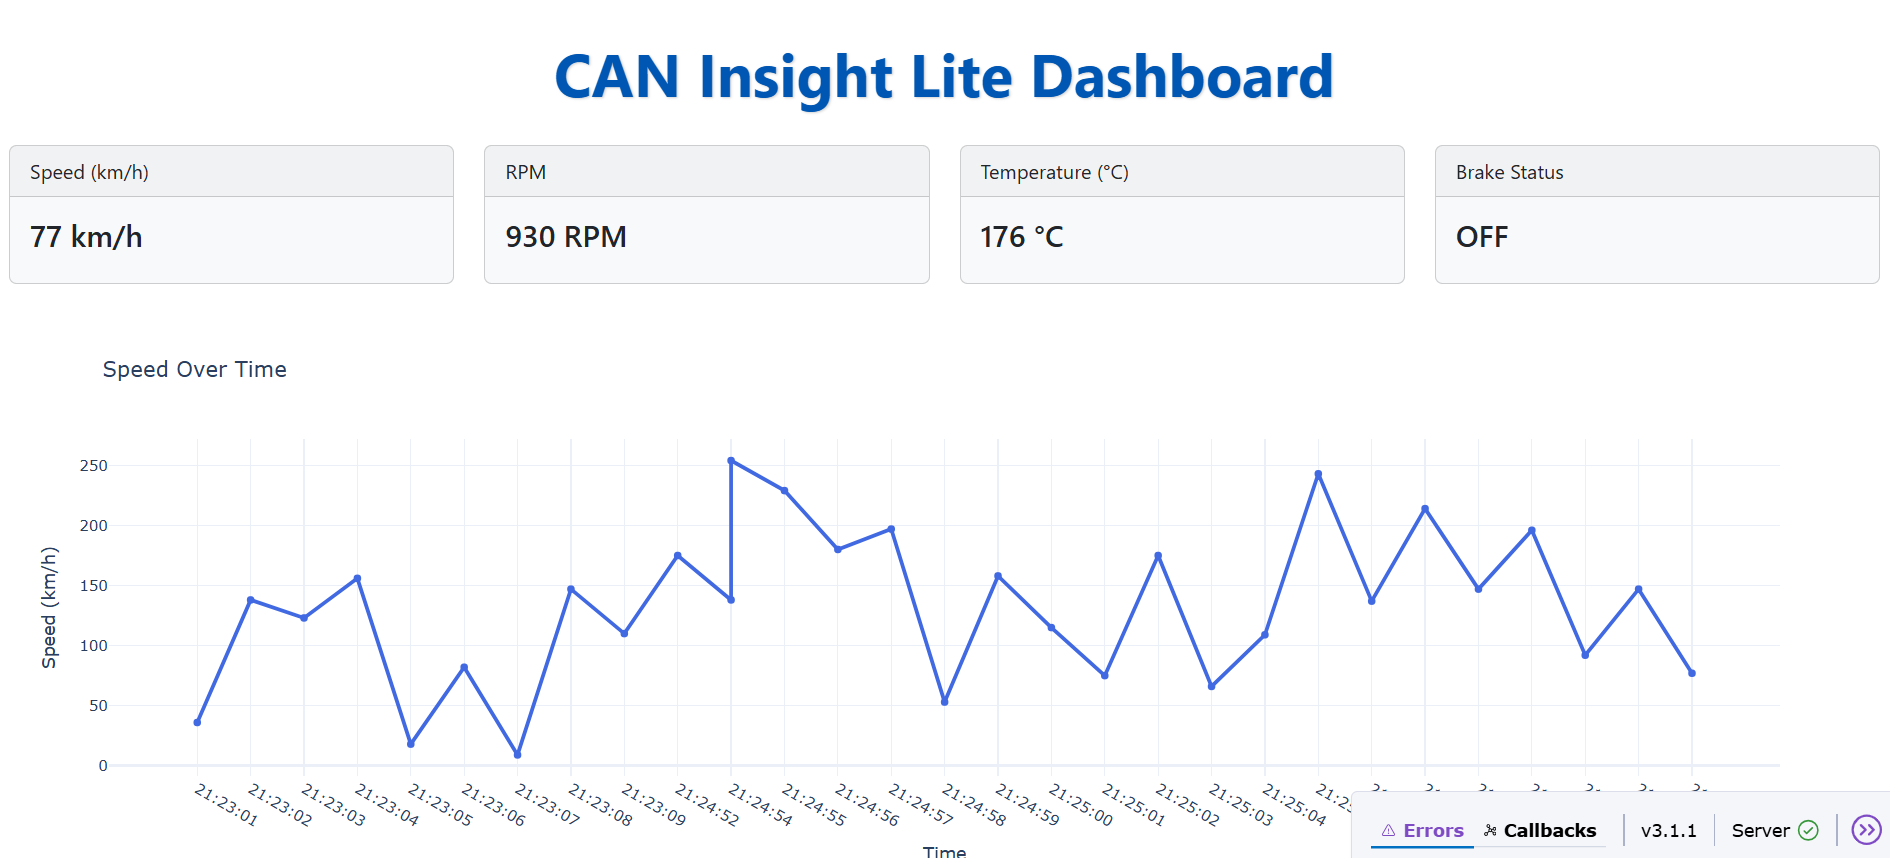 CAN Insight Lite Dashboard
Speed (km/h)
77 km/h
RPM
930 RPM
Temperature (°C)
176 °C
Brake Status
OFF
Speed Over Time
Speed (km/h)
250
200
150
100
50
0
21:23:01
21:23:02
21:23:03
21:23:04
21:23:05
21:23:06
21:23:07
21:23:08
21:23:09
21:24:52
21:24:54
21:24:55
21:24:56
21:24:57
21:24:58
21:24:59
21:25:00
21:25:01
21:25:02
21:25:03
21:25:04
Time
Errors
Callbacks
v3.1.1
Server